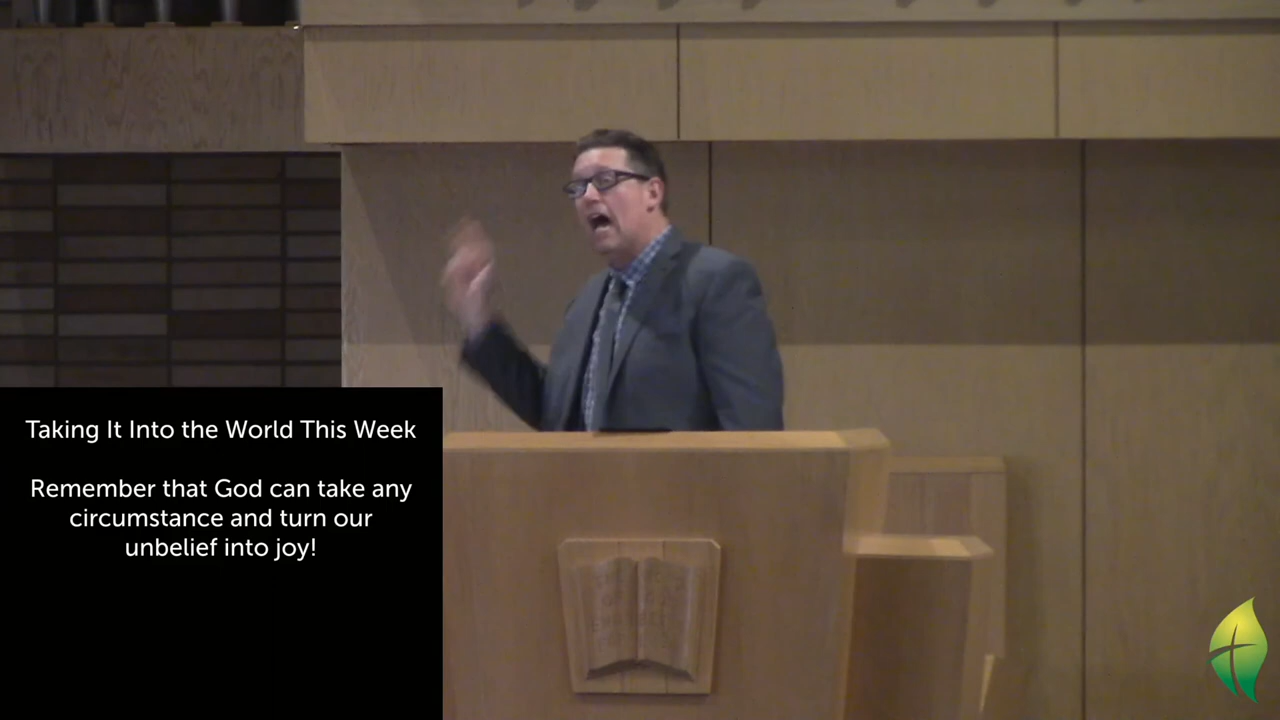 Taking It Into the World This Week
Remember that God can take any
circumstance and turn our
unbelief into joy!